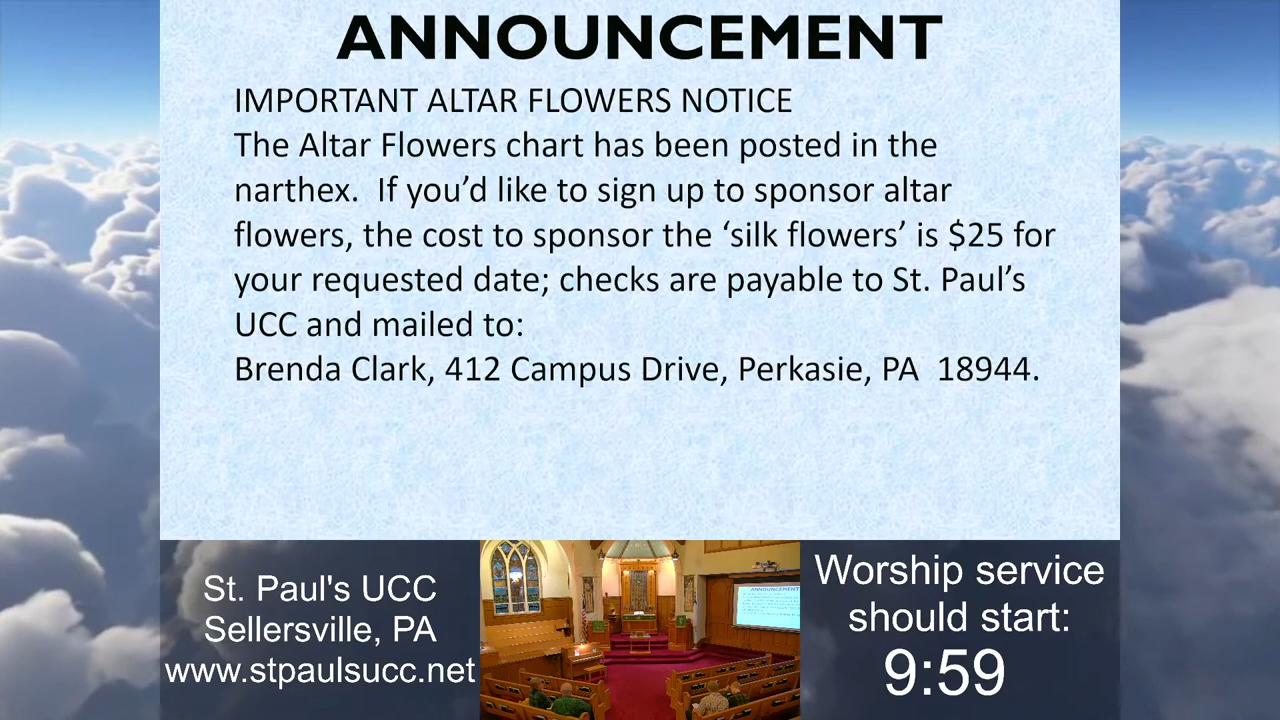 ANNOUNCEMENT
IMPORTANT ALTAR FLOWERS NOTICE
The Altar Flowers chart has been posted in the
narthex.  If you’d like to sign up to sponsor altar
flowers, the cost to sponsor the ‘silk flowers’ is $25 for
your requested date; checks are payable to St. Paul’s
UCC and mailed to:
Brenda Clark, 412 Campus Drive, Perkasie, PA  18944.
St. Paul's UCC
Sellersville, PA
www.stpaulsucc.net
ANNOUNCEMENT
Worship service
should start:
9:59